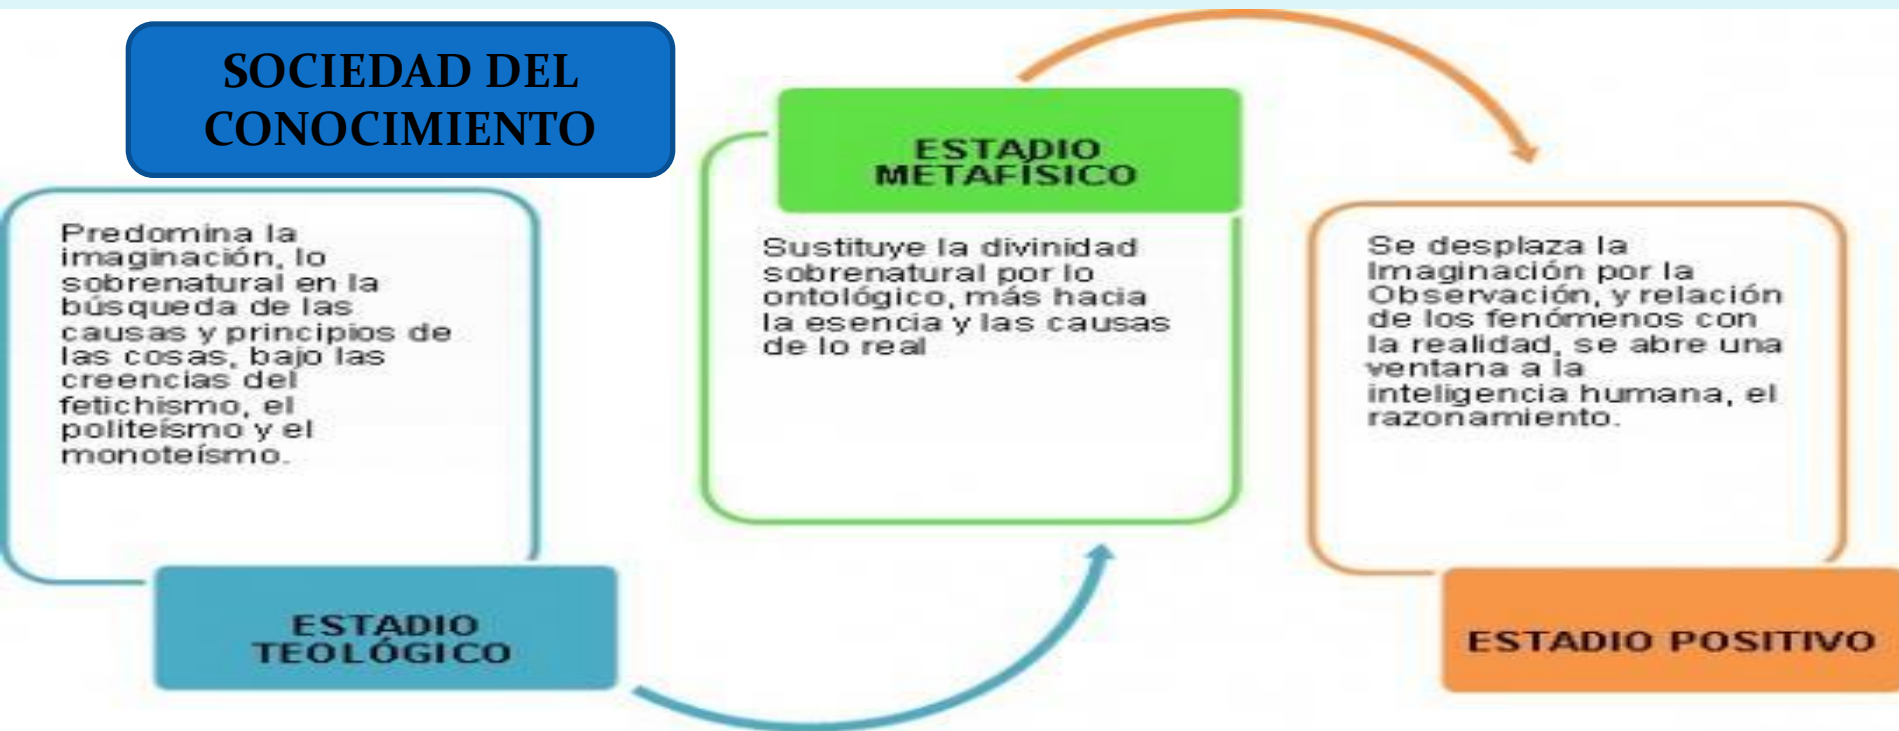 SOCIEDAD DEL
CONOCIMIENTO
Predomina la
imaginación, lo
sobrenatural en la
búsqueda de las
causas y principios de
las cosas, bajo las
creencias del
fetichismo, el
politeísmo y el
monoteísmo.
ESTADIO
TEOLÓGICO
ESTADIO
METAFÍSICO
Sustituye la divinidad
sobrenatural por lo
ontológico, más hacia
la esencia y las causas
de lo real
Se desplaza la
Imaginación por la
Observación, y relación
de los fenómenos con
la realidad, se abre una
ventana a la
inteligencia humana, el
razonamiento.
ESTADIO POSITIVO